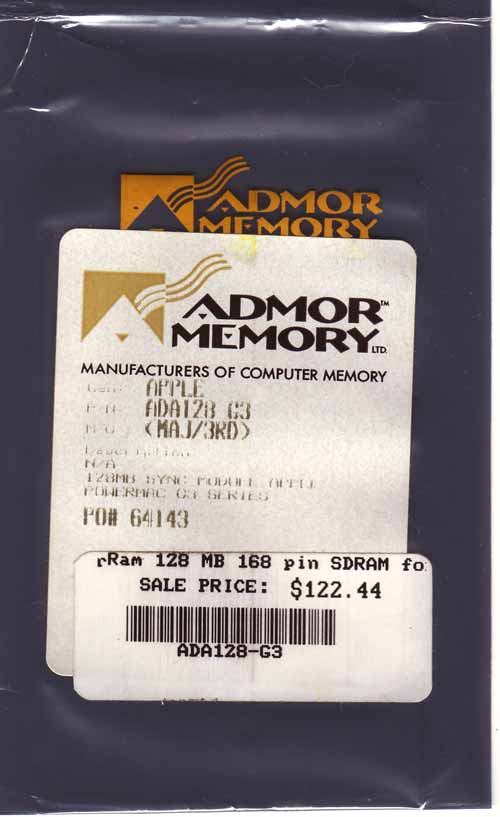 ADMOR
MEMORY
ADMOR™
MEMORY LTD.
MANUFACTURERS OF COMPUTER MEMORY
APPLE
ADA128 G3
(MAJ/3RD)
Description
N/A
128MB SYNC MODULE APPLE
POWERMAC G3 SERIES
PO# 64143
rRam 128 MB 168 pin SDRAM fo
SALE PRICE: $122.44
ADA128-G3